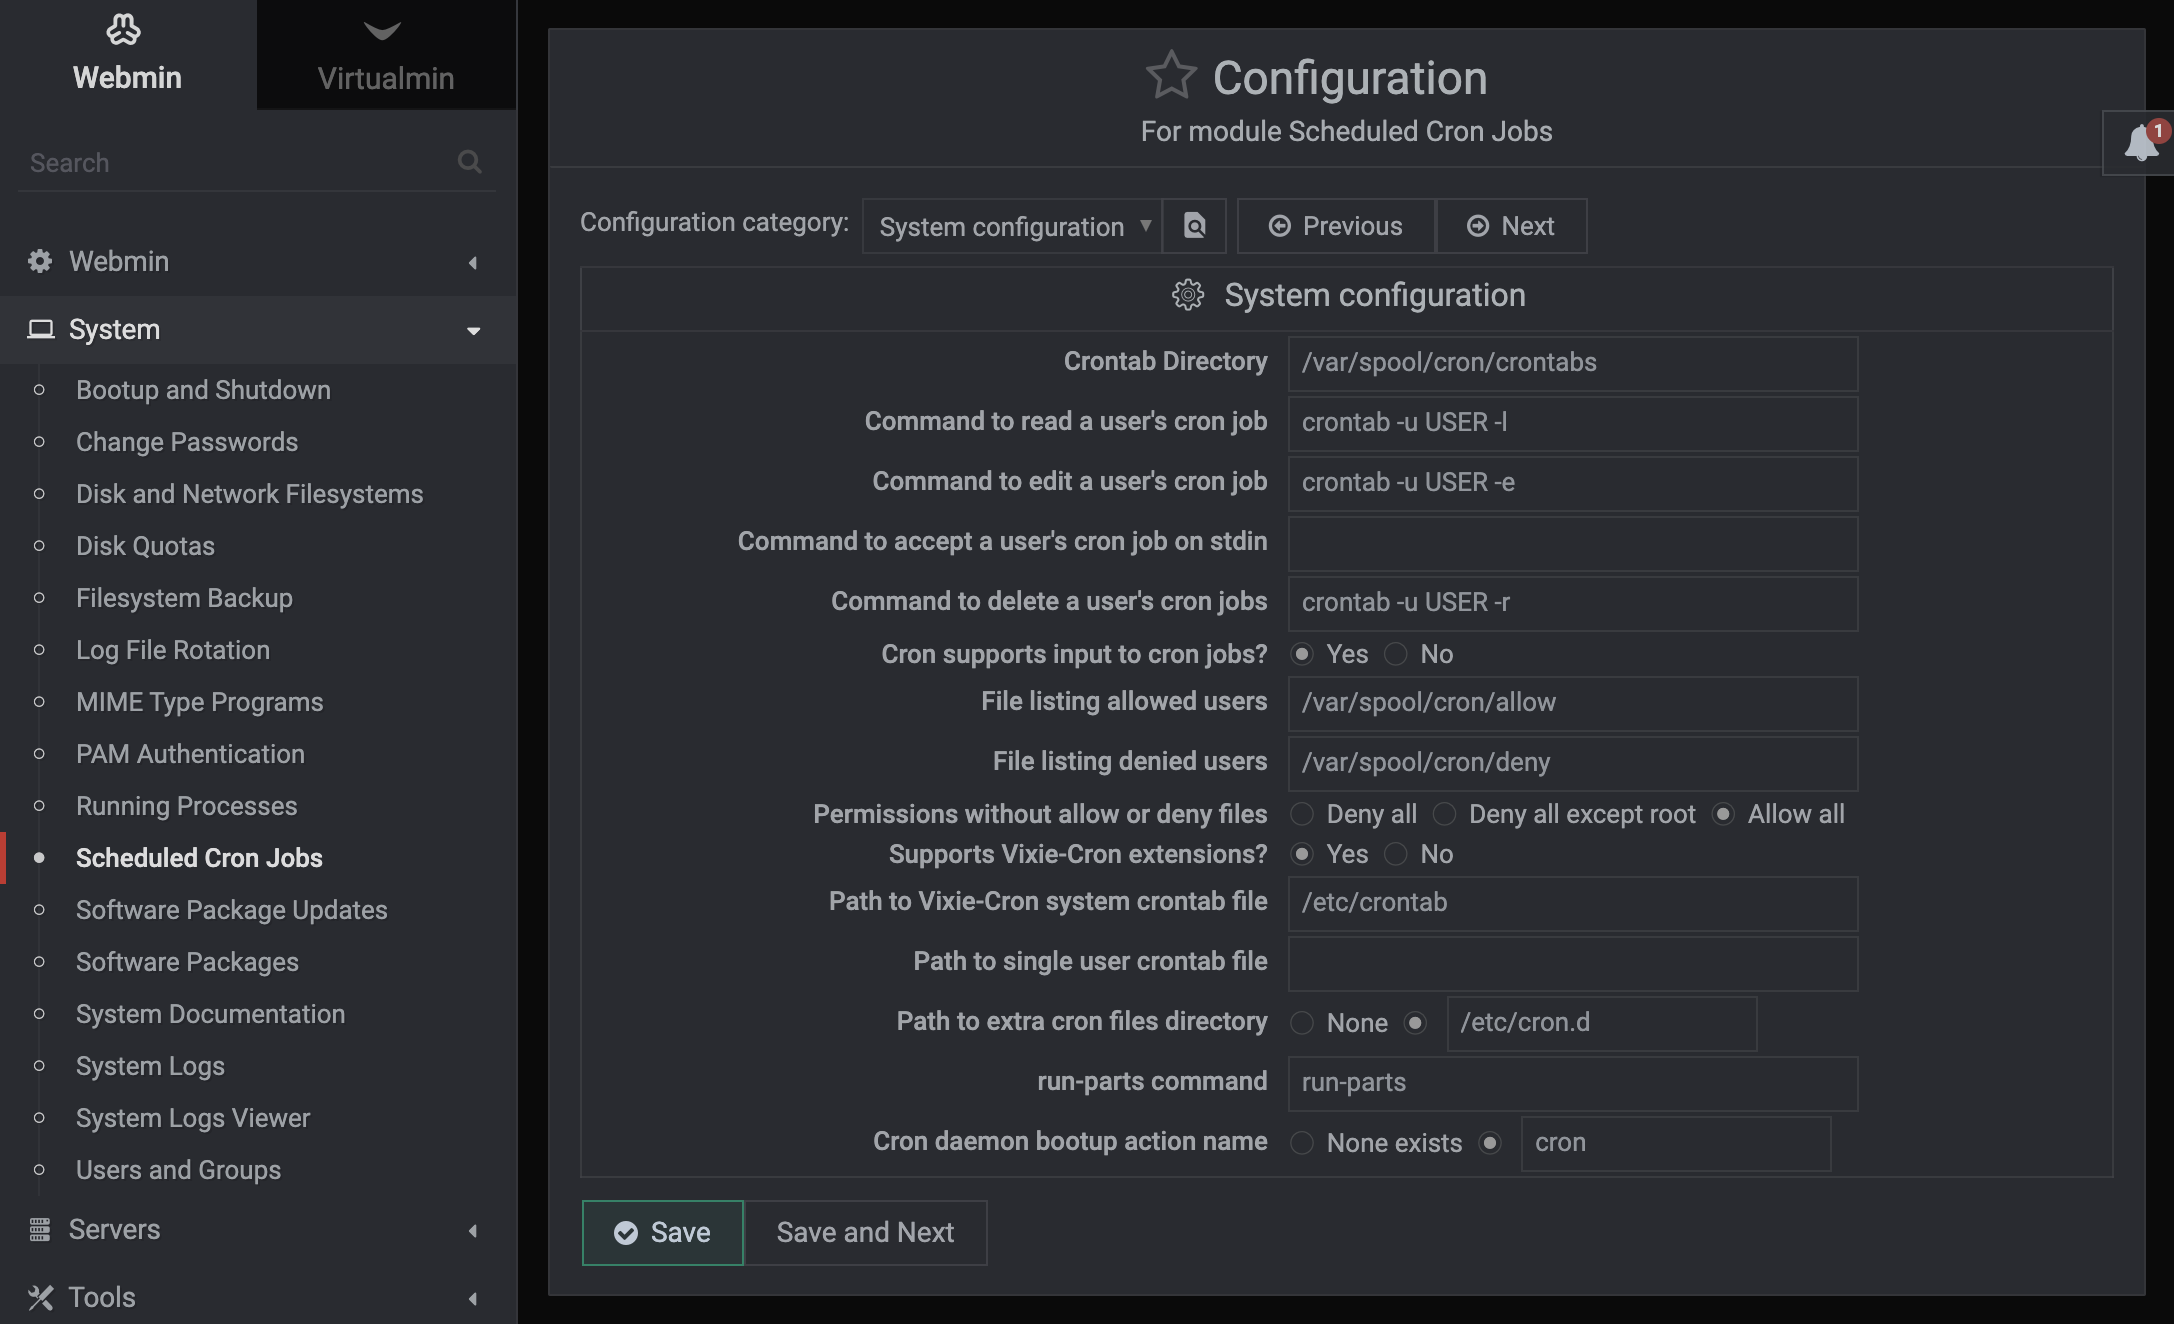 Webmin
Virtualmin
Search
Webmin
System
Bootup and Shutdown
Change Passwords
Disk and Network Filesystems
Disk Quotas
Filesystem Backup
Log File Rotation
MIME Type Programs
PAM Authentication
Running Processes
Scheduled Cron Jobs
Software Package Updates
Software Packages
System Documentation
System Logs
System Logs Viewer
Users and Groups
Servers
Tools
Configuration
For module Scheduled Cron Jobs
1
Configuration category: System configuration Previous Next
System configuration
Crontab Directory /var/spool/cron/crontabs
Command to read a user's cron job crontab -u USER -l
Command to edit a user's cron job crontab -u USER -e
Command to accept a user's cron job on stdin
Command to delete a user's cron jobs crontab -u USER -r
Cron supports input to cron jobs? Yes No
File listing allowed users /var/spool/cron/allow
File listing denied users /var/spool/cron/deny
Permissions without allow or deny files Deny all Deny all except root Allow all
Supports Vixie-Cron extensions? Yes No
Path to Vixie-Cron system crontab file /etc/crontab
Path to single user crontab file
Path to extra cron files directory None /etc/cron.d
run-parts command run-parts
Cron daemon bootup action name None exists cron
Save Save and Next